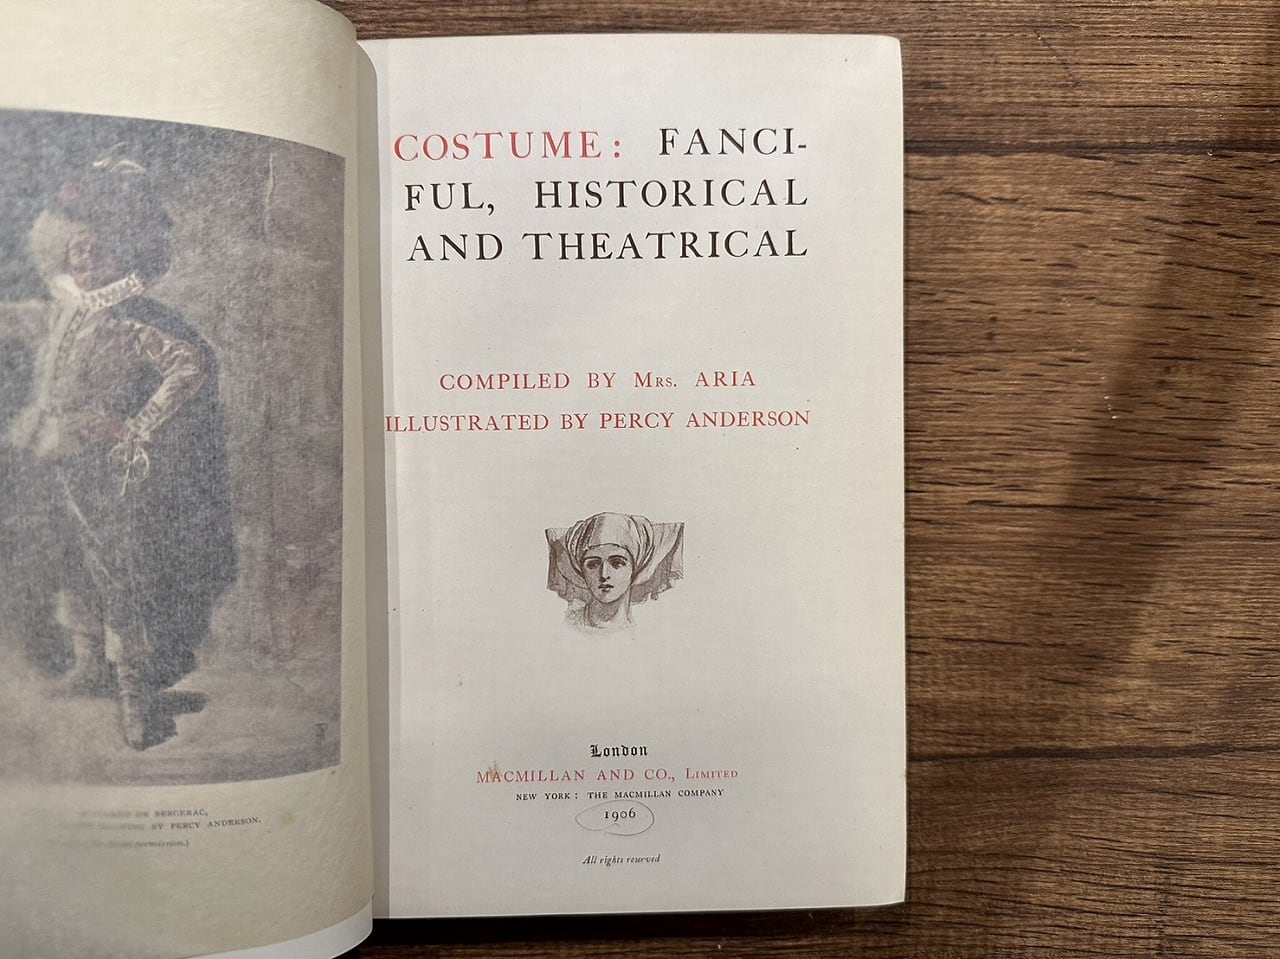 DE BERGERAC,
BY PERCY ANDERSON.
permission.)
COSTUME: FANCI-
FUL, HISTORICAL
AND THEATRICAL
COMPILED BY MRS. ARIA
ILLUSTRATED BY PERCY ANDERSON
London
MACMILLAN AND CO., LIMITED
NEW YORK: THE MACMILLAN COMPANY
1906
All rights reserved